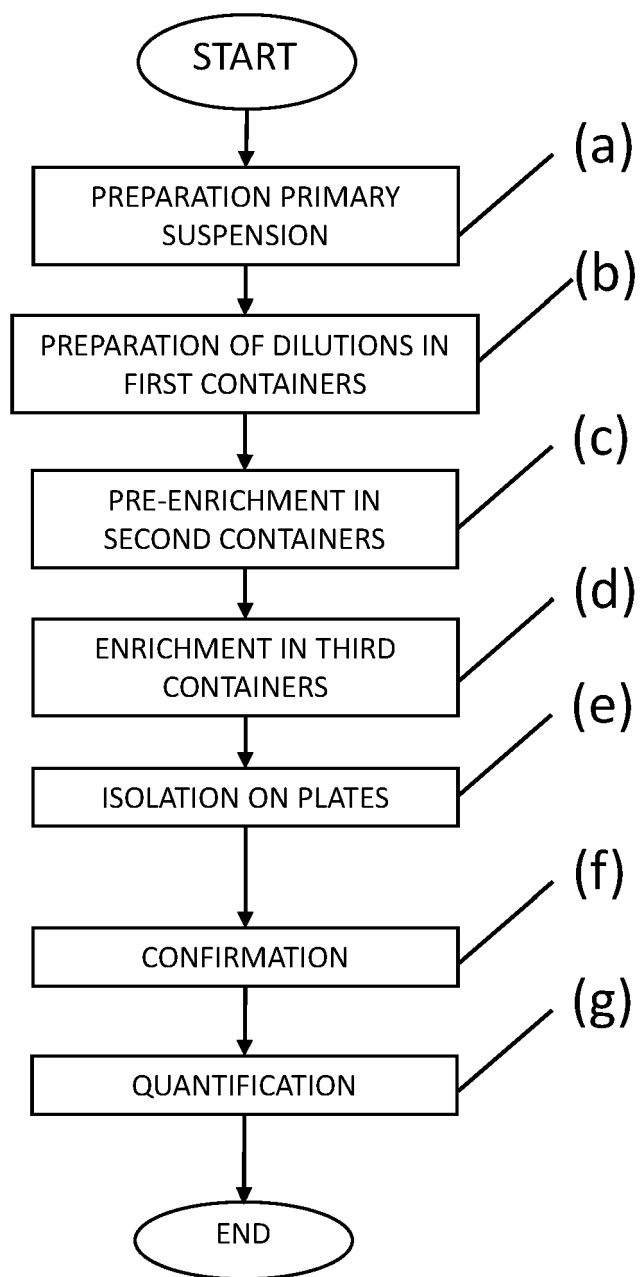 START
(a)
PREPARATION PRIMARY
SUSPENSION
(b)
PREPARATION OF DILUTIONS IN
FIRST CONTAINERS
(c)
PRE-ENRICHMENT IN
SECOND CONTAINERS
(d)
ENRICHMENT IN THIRD
CONTAINERS
(e)
ISOLATION ON PLATES
(f)
CONFIRMATION
(g)
QUANTIFICATION
END